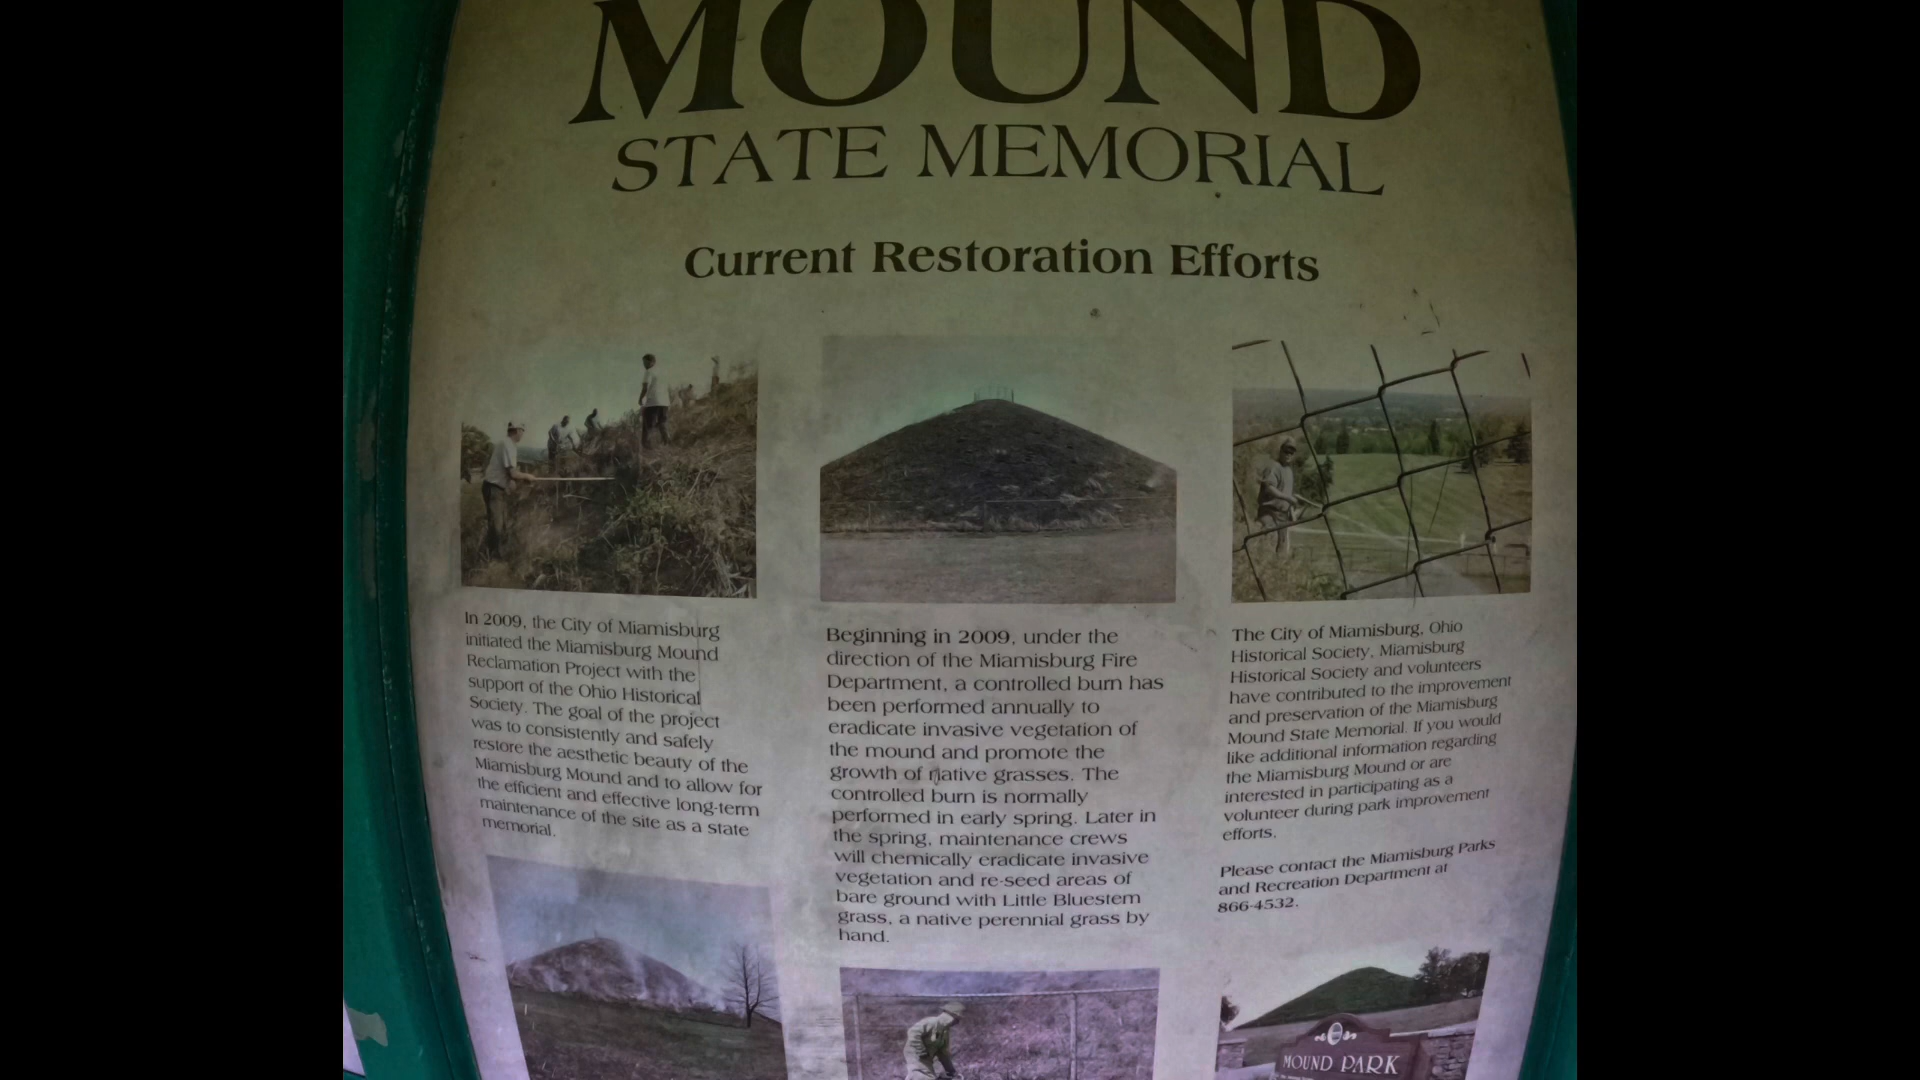 MOUND
STATE MEMORIAL
Current Restoration Efforts
In 2009, the City of Miamisburg
initiated the Miamisburg Mound
Reclamation Project with the
support of the Ohio Historical
Society. The goal of the project
was to consistently and safely
restore the aesthetic beauty of the
Miamisburg Mound and to allow for
the efficient and effective long-term
maintenance of the site as a state
memorial.
Beginning in 2009, under the
direction of the Miamisburg Fire
Department, a controlled burn has
been performed annually to
eradicate invasive vegetation of
the mound and promote the
growth of native grasses. The
controlled burn is normally
performed in early spring. Later in
the spring, maintenance crews
will chemically eradicate invasive
vegetation and re-seed areas of
bare ground with Little Bluestem
grass, a native perennial grass by
hand.
The City of Miamisburg, Ohio
Historical Society, Miamisburg
Historical Society and volunteers
have contributed to the improvement
and preservation of the Miamisburg
Mound State Memorial. If you would
like additional information regarding
the Miamisburg Mound or are
interested in participating as a
volunteer during park improvement
efforts.
Please contact the Miamisburg Parks
and Recreation Department at
866-4532.
MOUND PARK